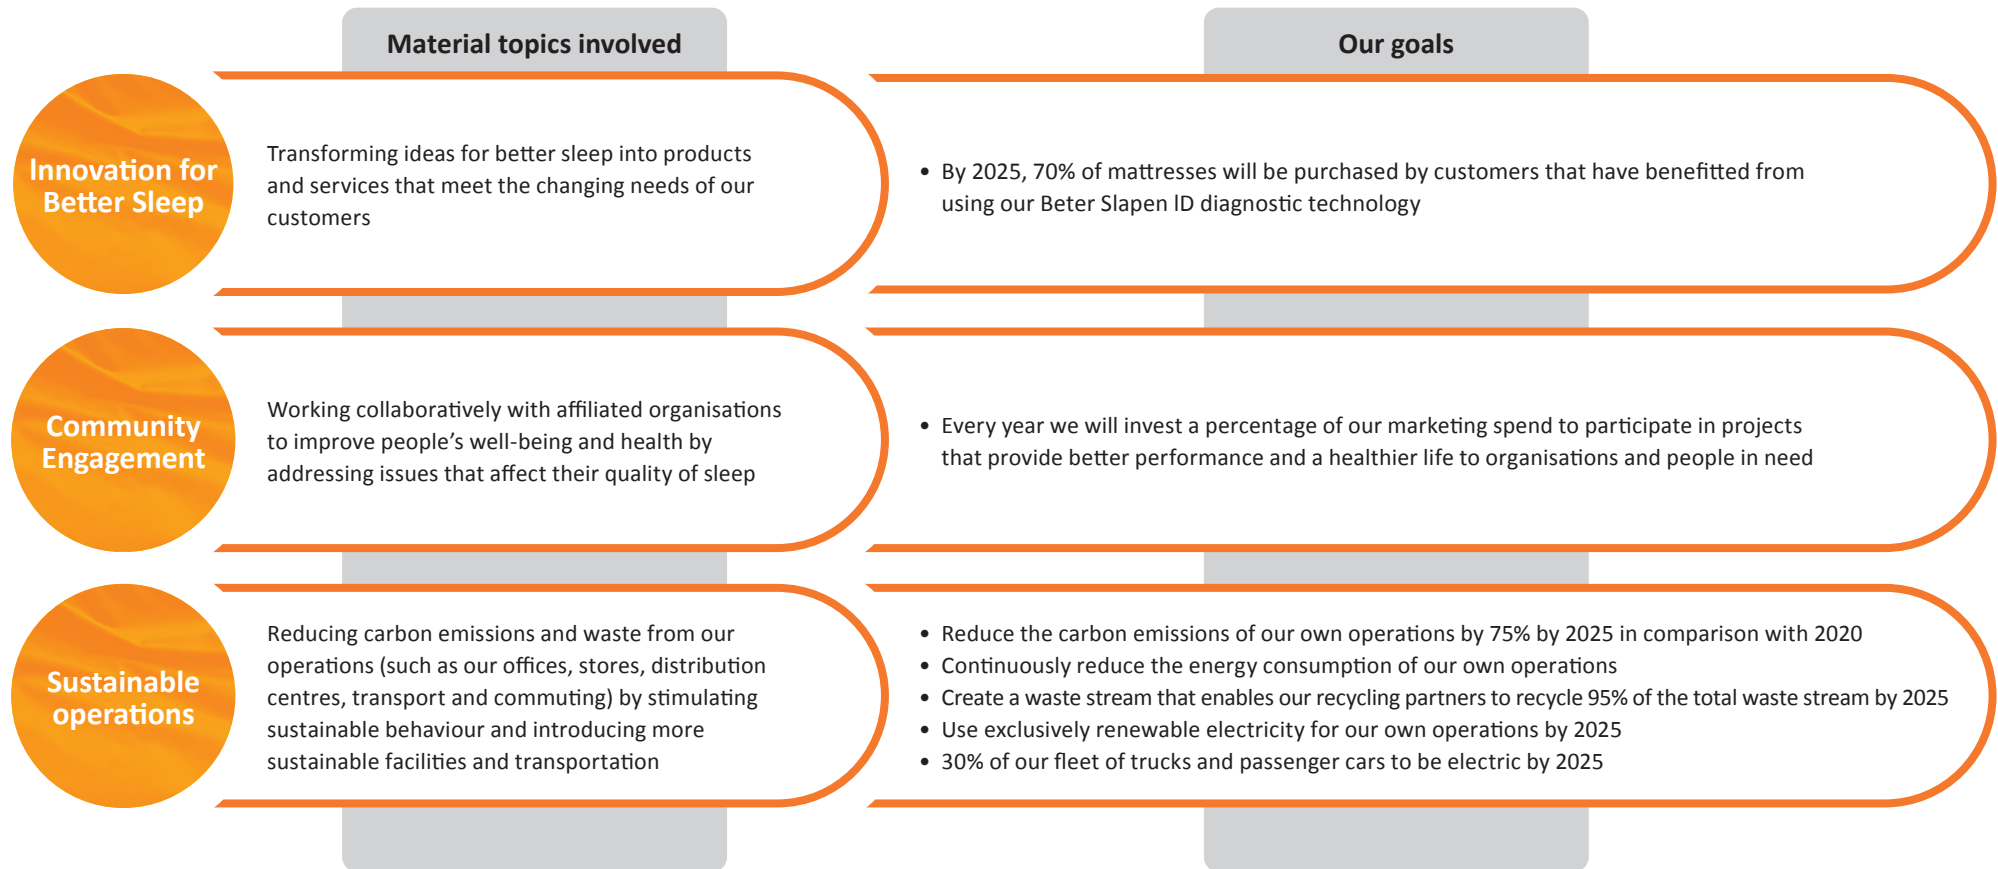 Material topics involved
Our goals
Innovation for
Better Sleep
Transforming ideas for better sleep into products
and services that meet the changing needs of our
customers
• By 2025, 70% of mattresses will be purchased by customers that have benefitted from
using our Beter Slapen lD diagnostic technology
Community
Engagement
Working collaboratively with affiliated organisations
to improve people’s well-being and health by
addressing issues that affect their quality of sleep
• Every year we will invest a percentage of our marketing spend to participate in projects
that provide better performance and a healthier life to organisations and people in need
Sustainable
operations
Reducing carbon emissions and waste from our
operations (such as our offices, stores, distribution
centres, transport and commuting) by stimulating
sustainable behaviour and introducing more
sustainable facilities and transportation
• Reduce the carbon emissions of our own operations by 75% by 2025 in comparison with 2020
• Continuously reduce the energy consumption of our own operations
• Create a waste stream that enables our recycling partners to recycle 95% of the total waste stream by 2025
• Use exclusively renewable electricity for our own operations by 2025
• 30% of our fleet of trucks and passenger cars to be electric by 2025